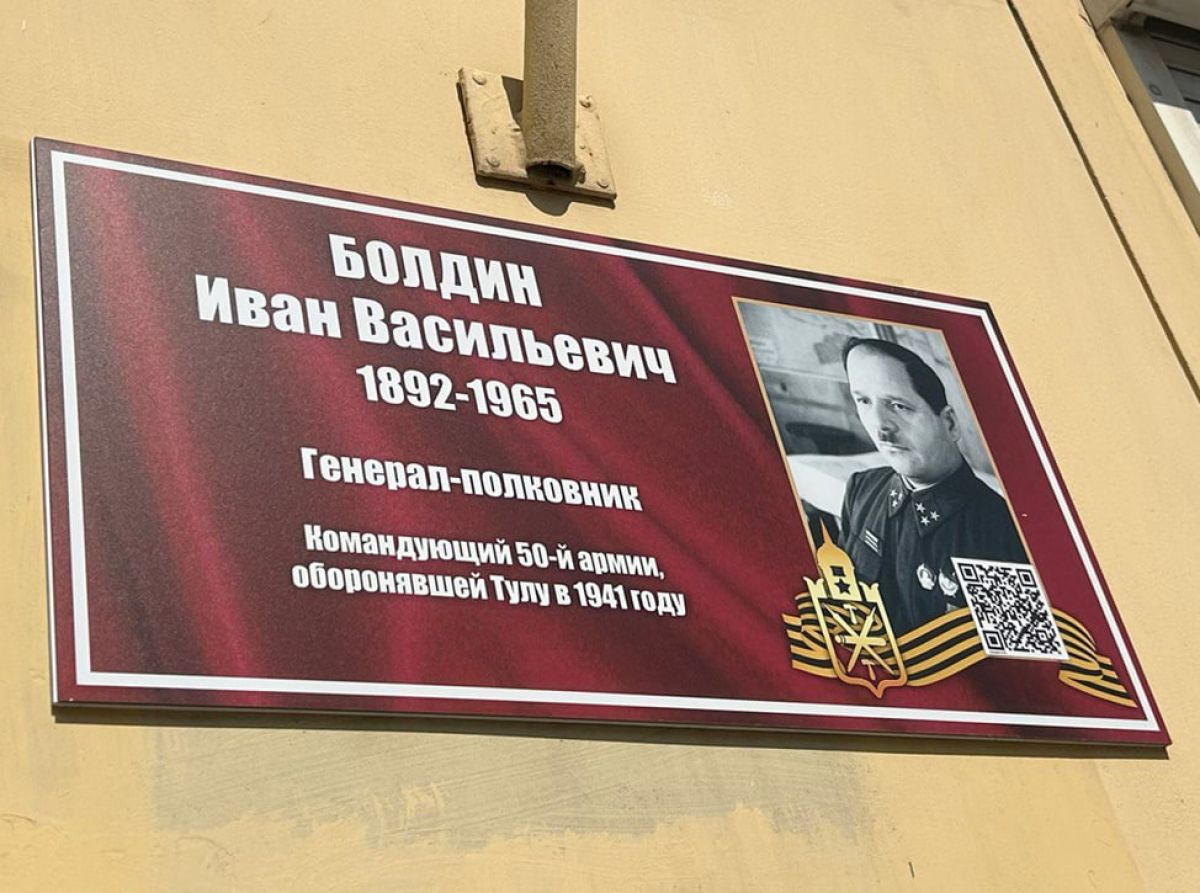 БОЛДИН
Иван Васильевич
1892-1965
Генерал-полковник
Командующий 50-й армии,
оборонявшей Тулу в 1941 году